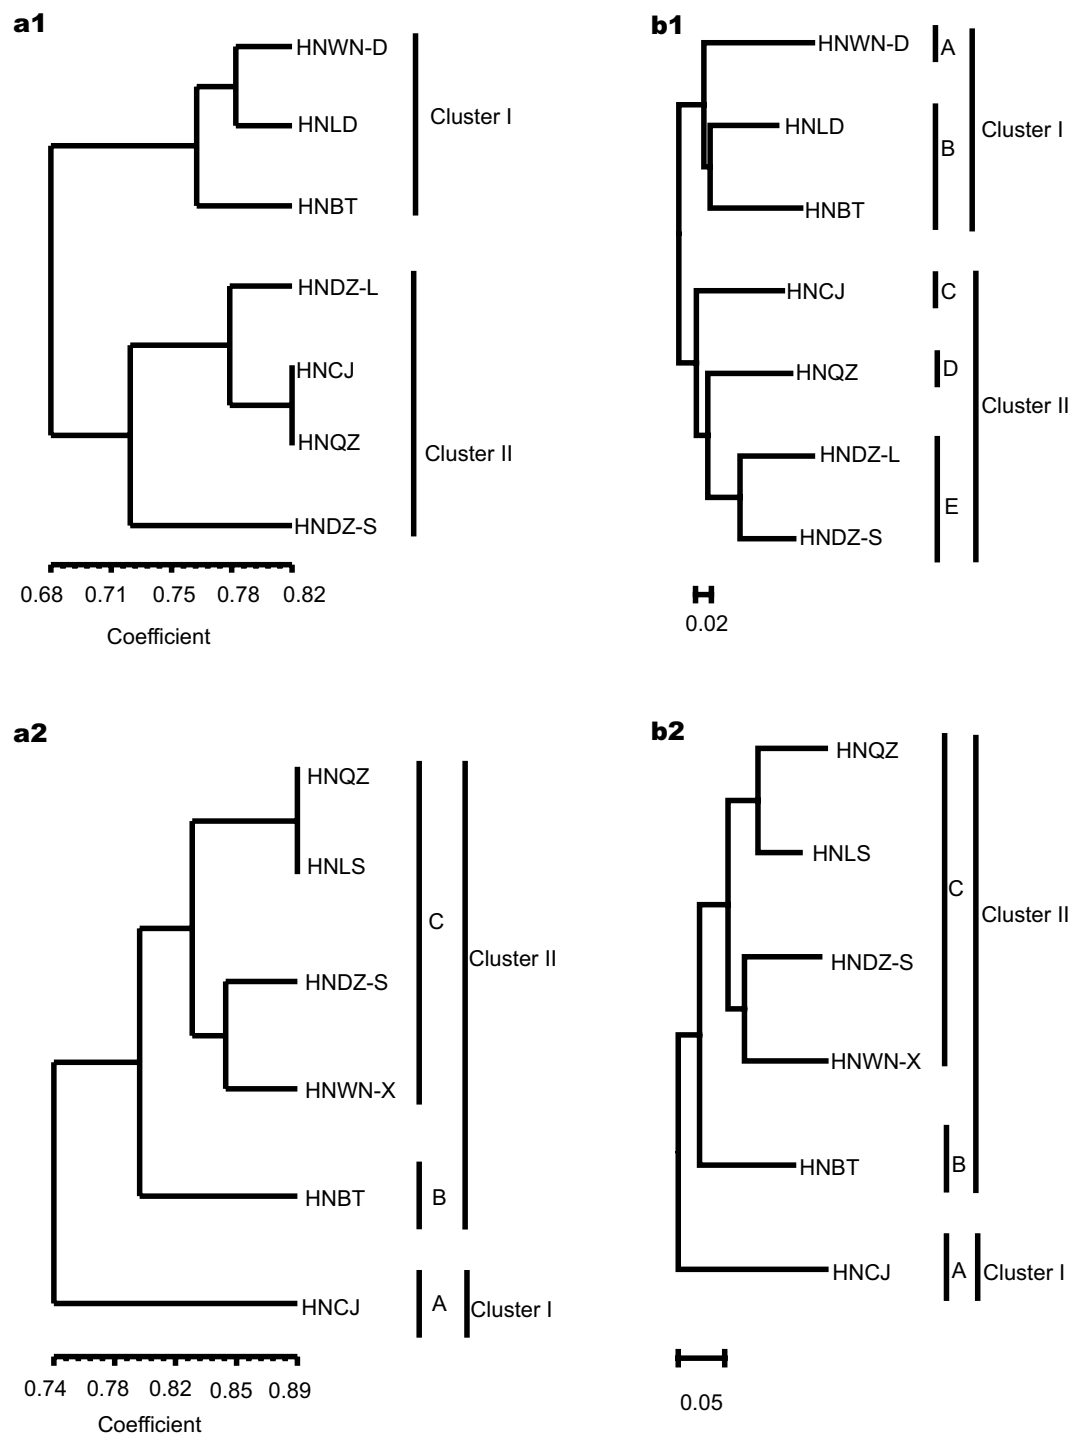 a1
HNWN-D
HNLD
Cluster I
HNBT
HNDZ-L
HNCJ
HNQZ
Cluster II
HNDZ-S
0.68 0.71 0.75 0.78 0.82
Coefficient
b1
HNWN-D
A
HNLD
B
Cluster I
HNBT
HNCJ
C
HNQZ
D
Cluster II
HNDZ-L
E
HNDZ-S
0.02
a2
HNQZ
HNLS
C
Cluster II
HNDZ-S
HNWN-X
HNBT
B
HNCJ
A
Cluster I
0.74 0.78 0.82 0.85 0.89
Coefficient
b2
HNQZ
HNLS
C
Cluster II
HNDZ-S
HNWN-X
HNBT
B
HNCJ
A
Cluster I
0.05